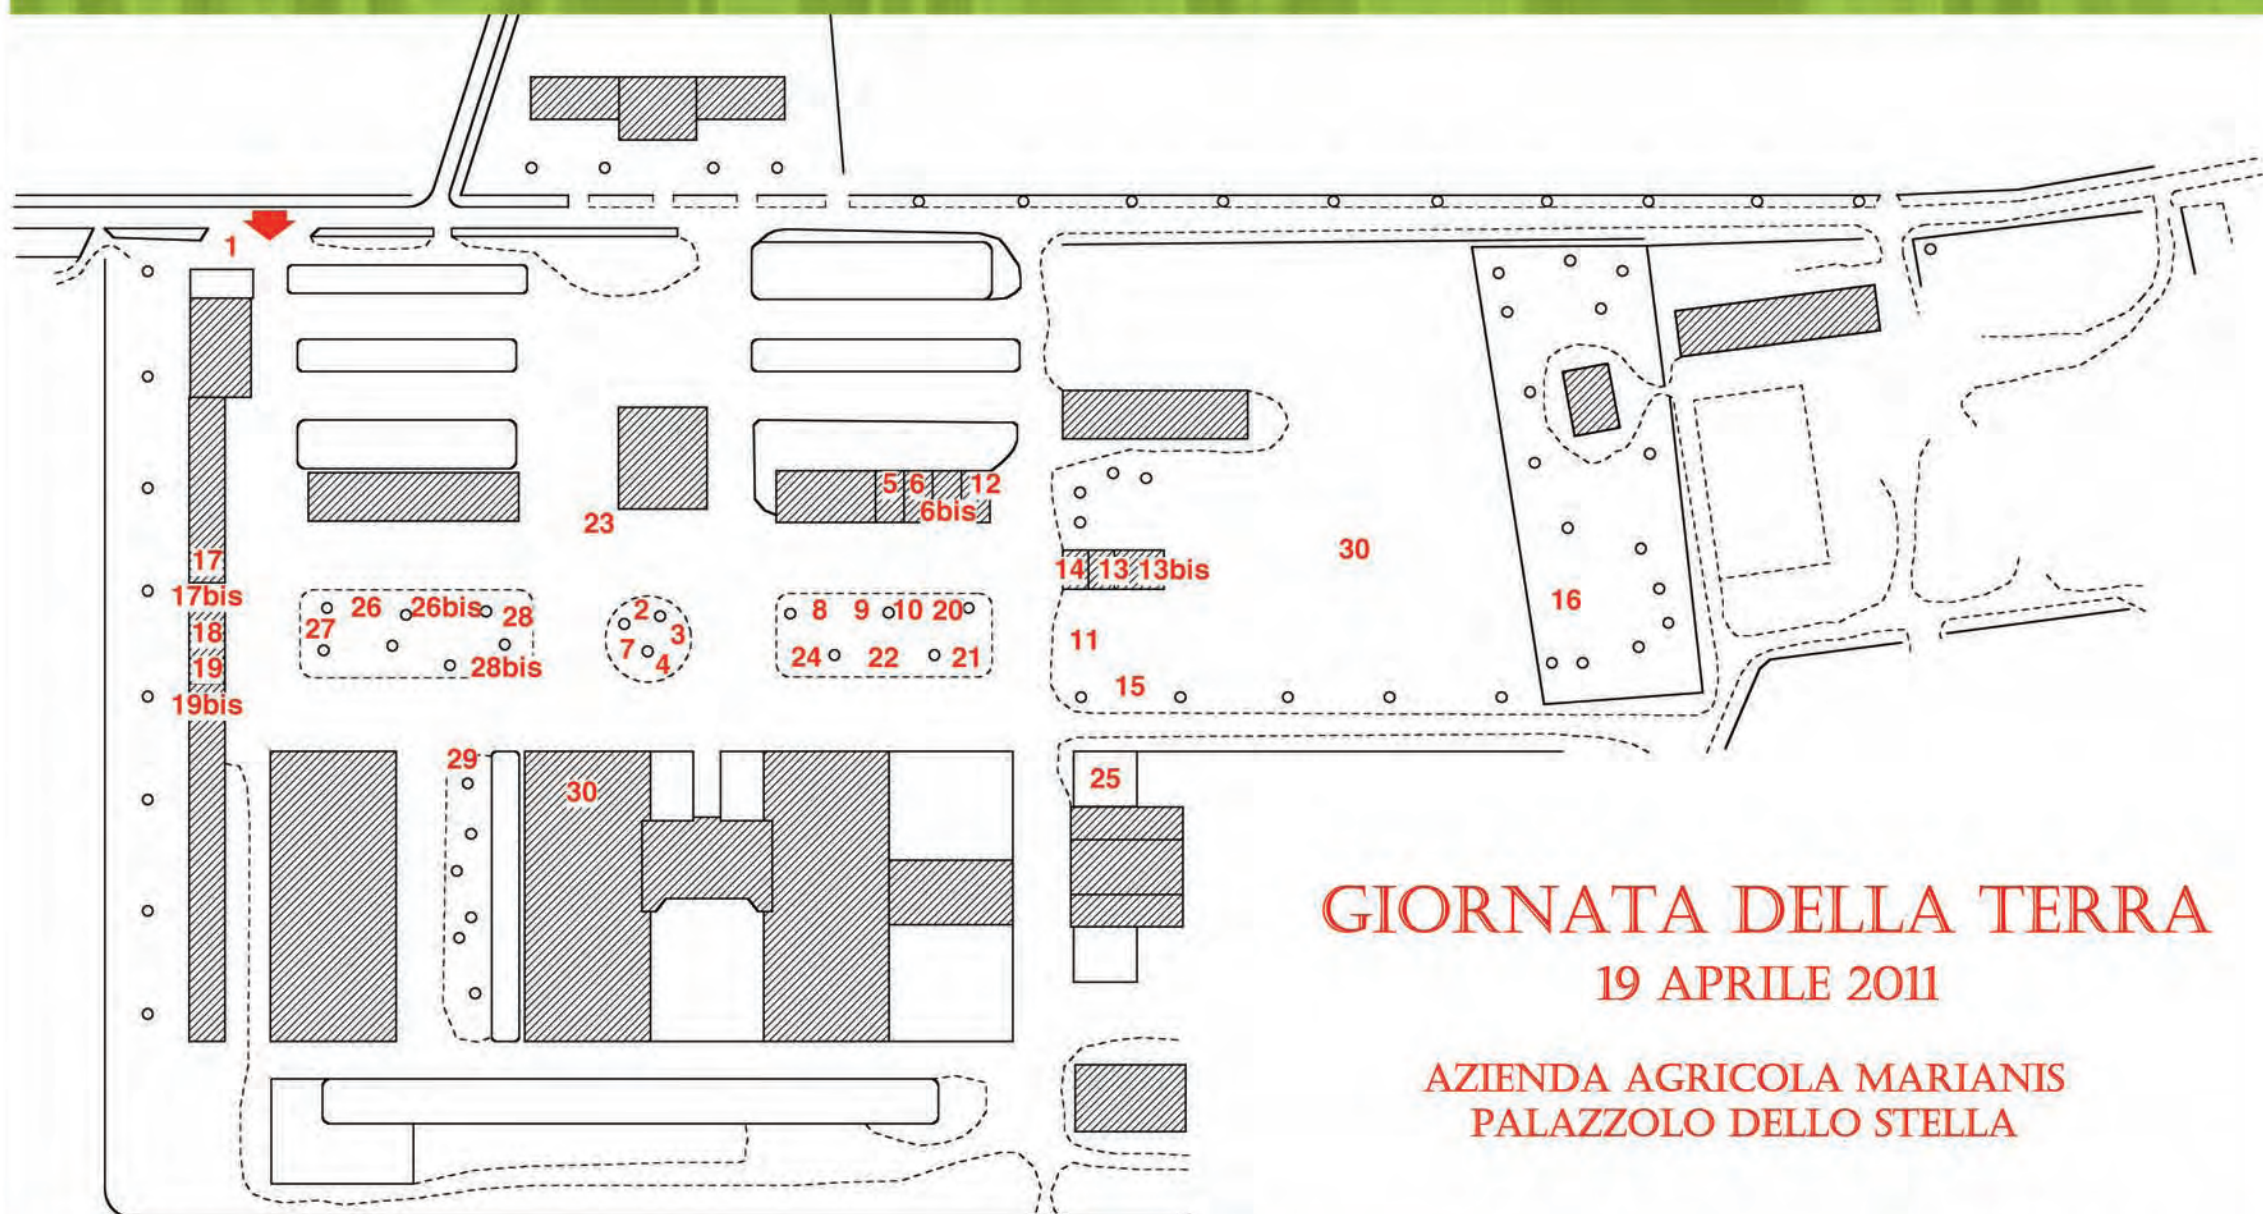 1
5 6 12
6bis
23
17
14 13 13bis
30
17bis
26 26bis 28
2
8 9 10 20
16
18
27
3
7
4
11
19
28bis
24 22 21
15
19bis
29
30
25
GIORNATA DELLA TERRA
19 APRILE 2011
AZIENDA AGRICOLA MARIANIS
PALAZZOLO DELLO STELLA